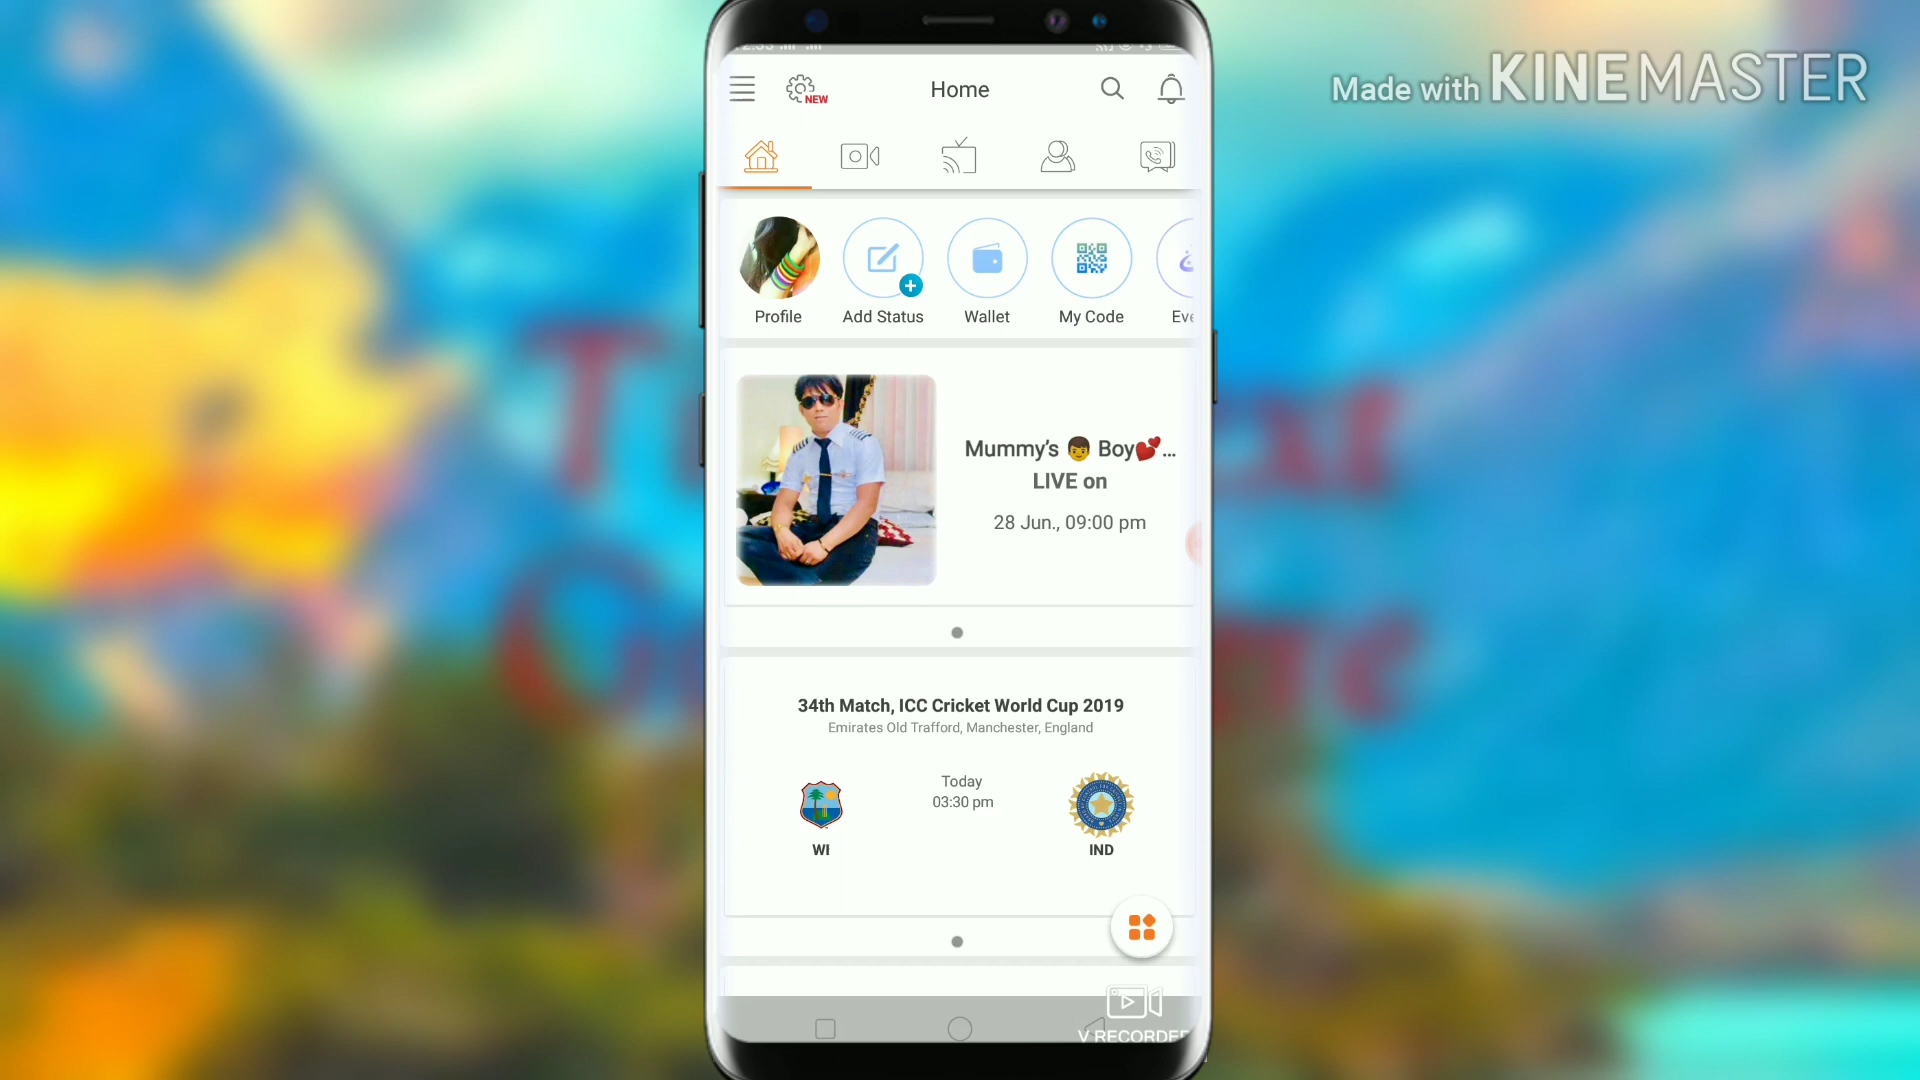 Made with KINEMASTER
NEW
Home
Profile
Add Status
Wallet
My Code
Mummy’s 👦 Boy💕...
LIVE on
28 Jun., 09:00 pm
34th Match, ICC Cricket World Cup 2019
Emirates Old Trafford, Manchester, England
Today
03:30 pm
WI
IND
V RECORDER